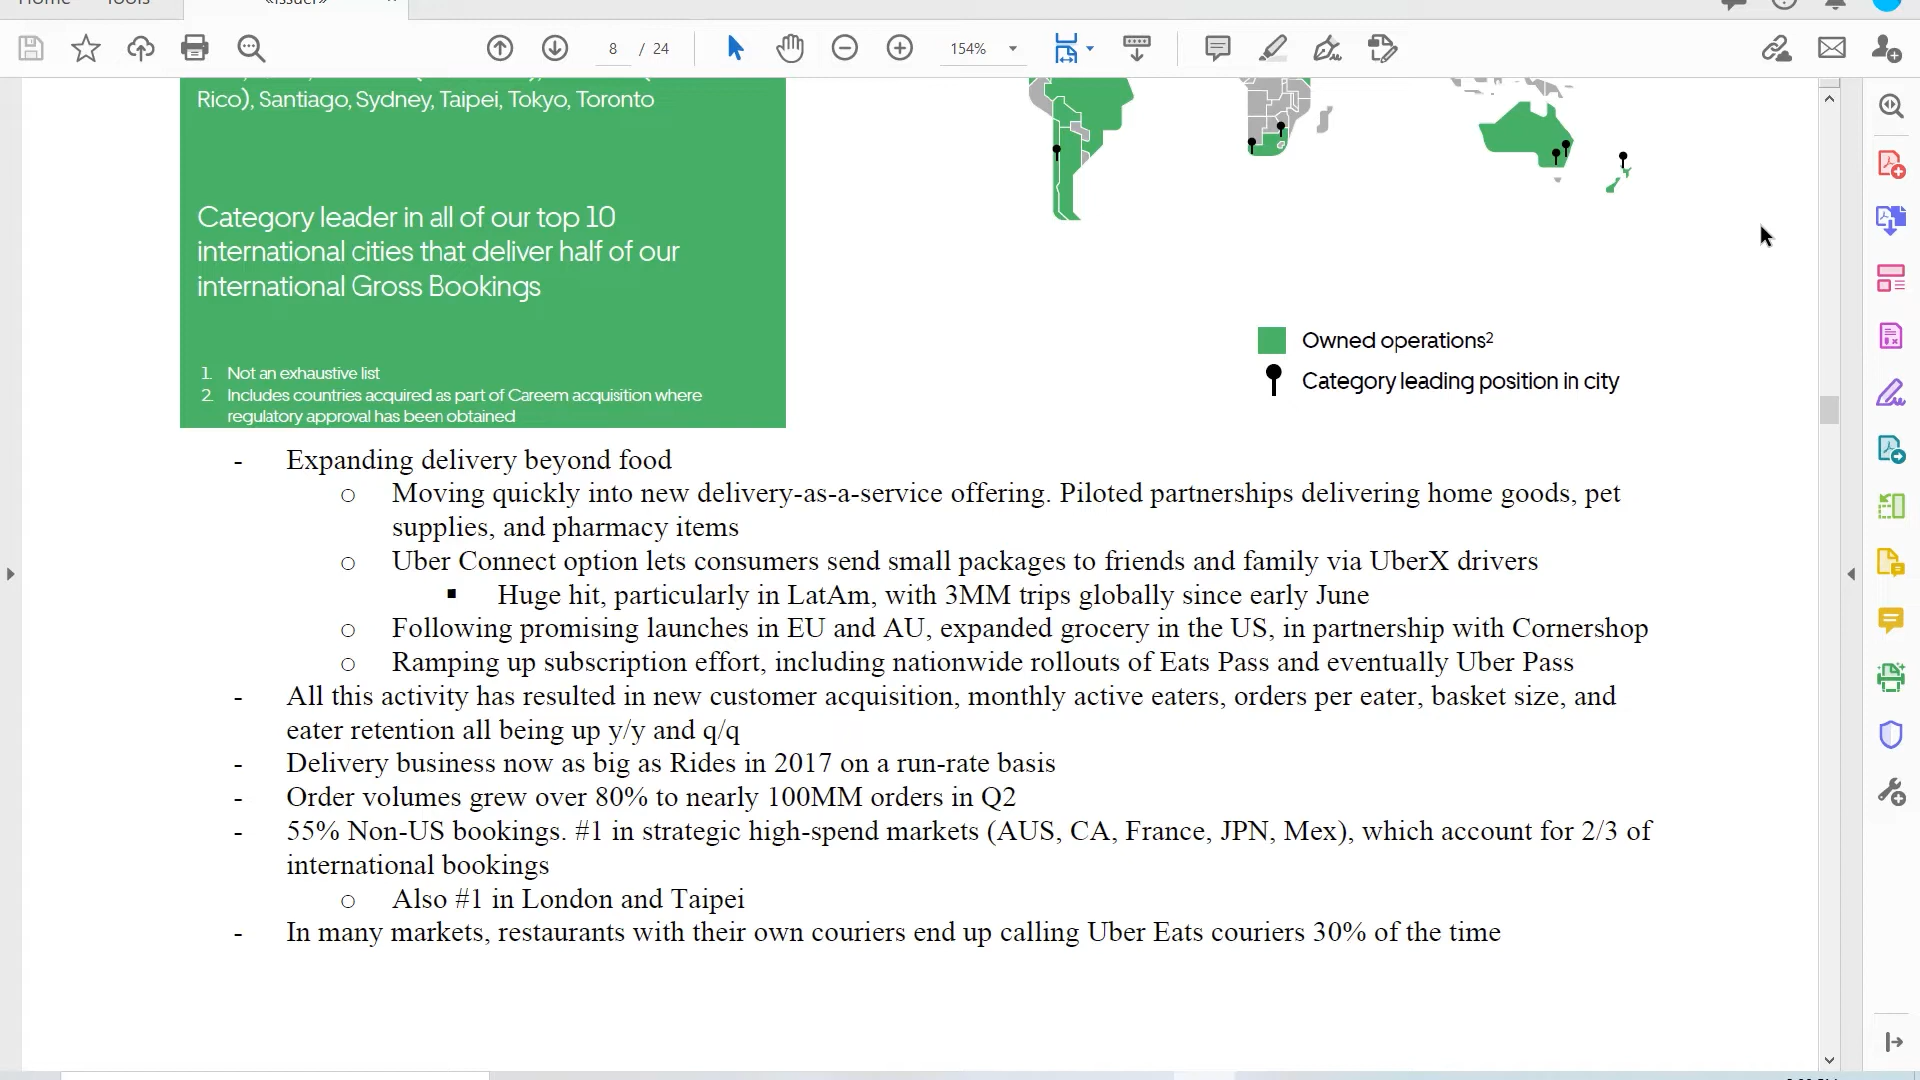 «Issuer»
8 / 24
154%
Rico), Santiago, Sydney, Taipei, Tokyo, Toronto
Category leader in all of our top 10
international cities that deliver half of our
international Gross Bookings
1. Not an exhaustive list
2. Includes countries acquired as part of Careem acquisition where
regulatory approval has been obtained
Owned operations²
Category leading position in city
- Expanding delivery beyond food
o Moving quickly into new delivery-as-a-service offering. Piloted partnerships delivering home goods, pet
supplies, and pharmacy items
o Uber Connect option lets consumers send small packages to friends and family via UberX drivers
▪ Huge hit, particularly in LatAm, with 3MM trips globally since early June
o Following promising launches in EU and AU, expanded grocery in the US, in partnership with Cornershop
o Ramping up subscription effort, including nationwide rollouts of Eats Pass and eventually Uber Pass
- All this activity has resulted in new customer acquisition, monthly active eaters, orders per eater, basket size, and
eater retention all being up y/y and q/q
- Delivery business now as big as Rides in 2017 on a run-rate basis
- Order volumes grew over 80% to nearly 100MM orders in Q2
- 55% Non-US bookings. #1 in strategic high-spend markets (AUS, CA, France, JPN, Mex), which account for 2/3 of
international bookings
o Also #1 in London and Taipei
- In many markets, restaurants with their own couriers end up calling Uber Eats couriers 30% of the time